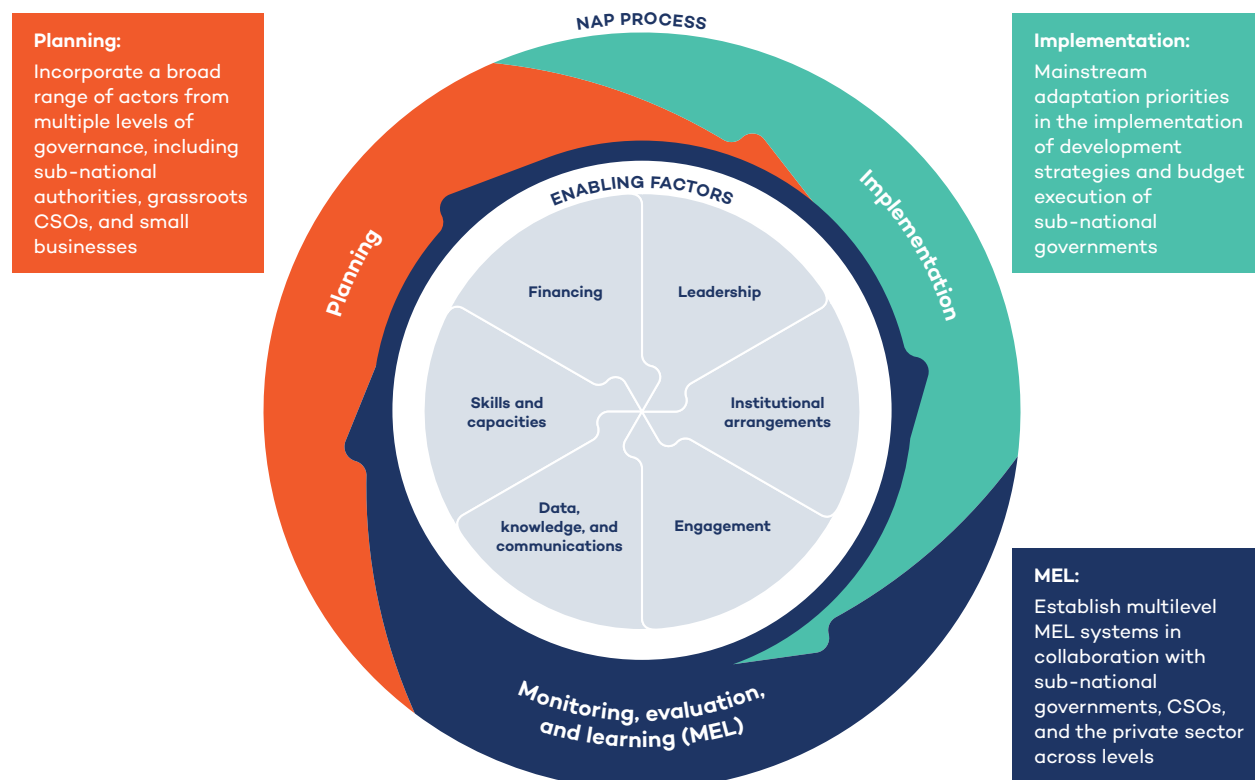 Planning:
Incorporate a broad
range of actors from
multiple levels of
governance, including
sub-national
authorities, grassroots
CSOs, and small
businesses
NAP PROCESS
Implementation:
Mainstream
adaptation priorities
in the implementation
of development
strategies and budget
execution of
sub-national
governments
Planning
Implementation
ENABLING FACTORS
Financing
Leadership
Skills and
capacities
Institutional
arrangements
Data,
knowledge, and
communications
Engagement
Monitoring, evaluation,
and learning (MEL)
MEL:
Establish multilevel
MEL systems in
collaboration with
sub-national
governments, CSOs,
and the private sector
across levels